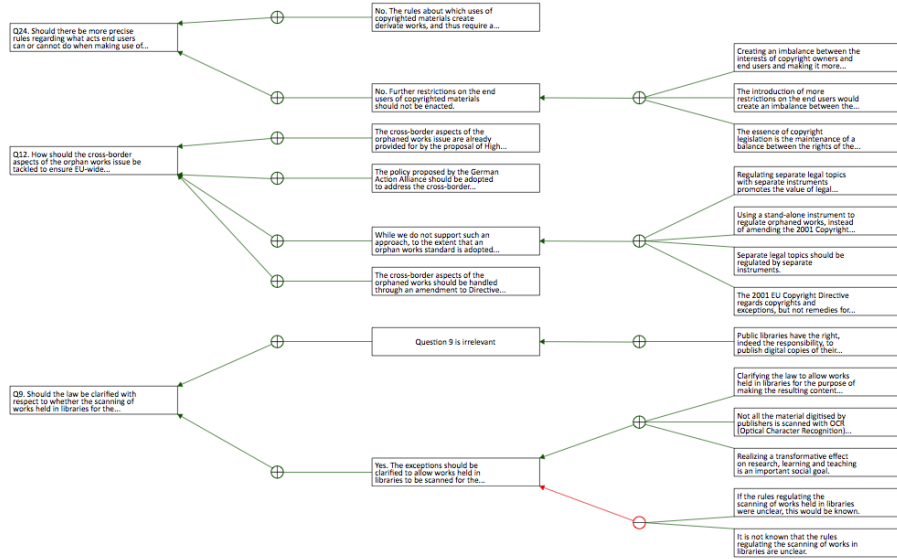 Q24. Should there be more precise
rules regarding what acts end users
can or cannot do when making use of...
No. The rules about which uses of
copyrighted materials create
derivate works, and thus require a...
No. Further restrictions on the end
users of copyrighted materials
should not be enacted.
Creating an imbalance between the
interests of copyright owners and
end users and making it more...
The introduction of more
restrictions on the end users would
create an imbalance between the...
The essence of copyright
legislation is the maintenance of a
balance between the rights of the...
Q12. How should the cross-border
aspects of the orphan works issue be
tackled to ensure EU-wide...
The cross-border aspects of the
orphaned works issue are already
provided for by the proposal of High...
The policy proposed by the German
Action Alliance should be adopted
to address the cross-border...
While we do not support such an
approach, to the extent that an
orphan works standard is adopted...
The cross-border aspects of the
orphaned works should be handled
through an amendment to Directive...
Regulating separate legal topics
with separate instruments
promotes the value of legal...
Using a stand-alone instrument to
regulate orphaned works, instead
of amending the 2001 Copyright...
Separate legal topics should be
regulated by separate
instruments.
The 2001 EU Copyright Directive
regards copyrights and
exceptions, but not remedies for...
Q9. Should the law be clarified with
respect to whether the scanning of
works held in libraries for the...
Question 9 is irrelevant
Public libraries have the right,
indeed the responsibility, to
publish digital copies of their...
Yes. The exceptions should be
clarified to allow works held in
libraries to be scanned for the...
Clarifying the law to allow works
held in libraries for the purpose of
making the resulting content...
Not all the material digitised by
publishers is scanned with OCR
(Optical Character Recognition)...
Realizing a transformative effect
on research, learning and teaching
is an important social goal.
If the rules regulating the
scanning of works held in libraries
were unclear, this would be known.
It is not known that the rules
regulating the scanning of works in
libraries are unclear.